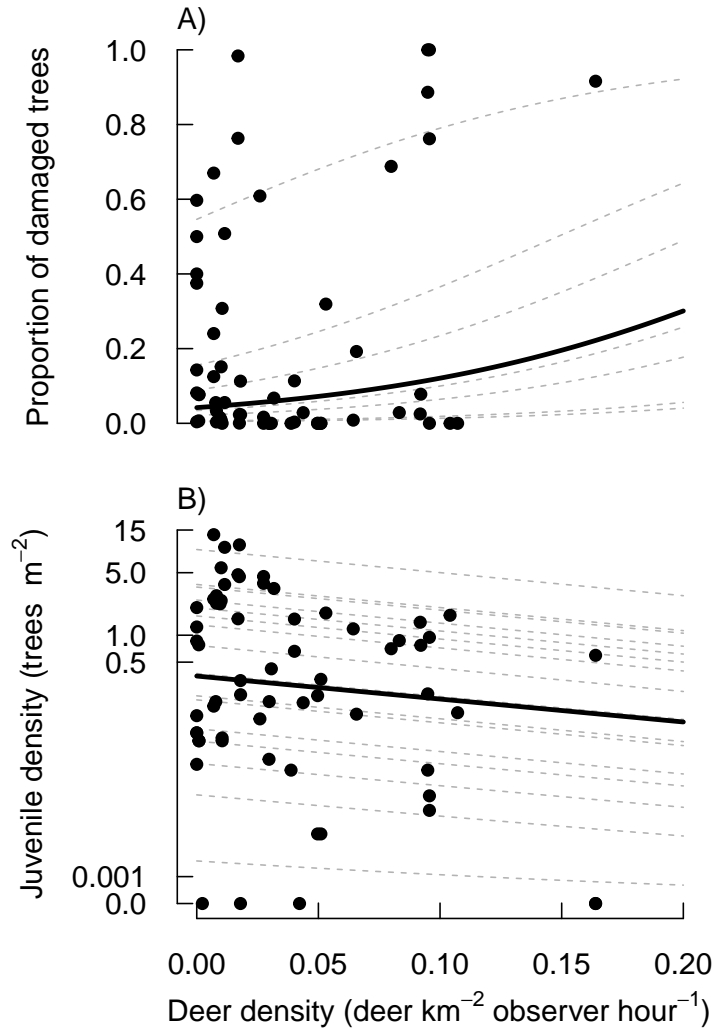 A)
Proportion of damaged trees
1.0
0.8
0.6
0.4
0.2
0.0
B)
Juvenile density (trees m⁻²)
15
5.0
1.0
0.5
0.001
0.0
0.00 0.05 0.10 0.15 0.20
Deer density (deer km⁻² observer hour⁻¹)